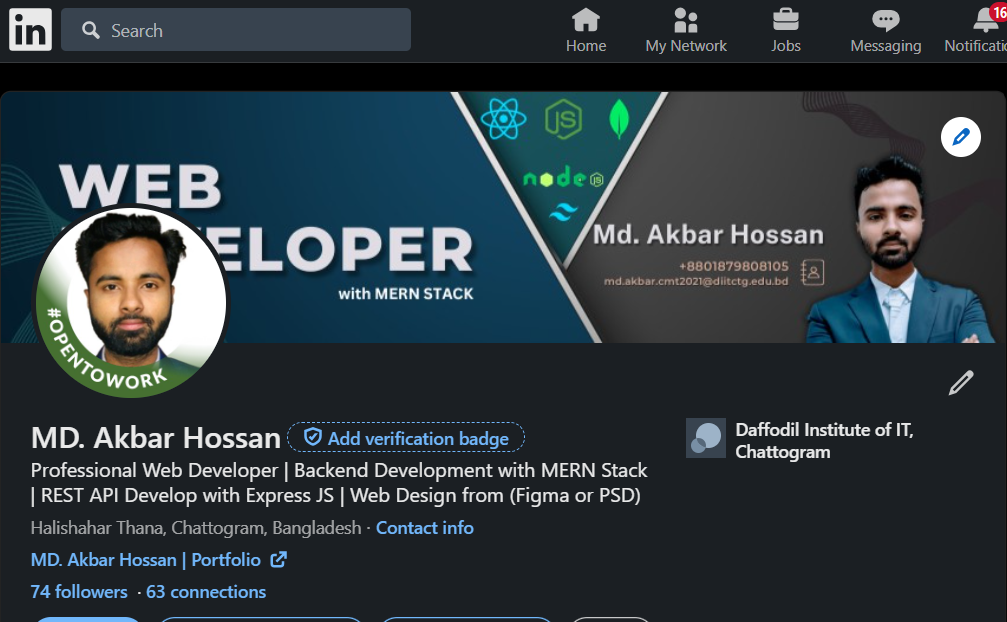 in Search
Home
My Network
Jobs
Messaging
16
WEB
ELOPER
with MERN STACK
JS
node JS
Md. Akbar Hossan
+8801879808105
md.akbar.cmt2021@diitctg.edu.bd
#OPENTOWORK
MD. Akbar Hossan Add verification badge
Professional Web Developer | Backend Development with MERN Stack
| REST API Develop with Express JS | Web Design from (Figma or PSD)
Halishahar Thana, Chattogram, Bangladesh · Contact info
MD. Akbar Hossan | Portfolio
74 followers · 63 connections
Daffodil Institute of IT,
Chattogram